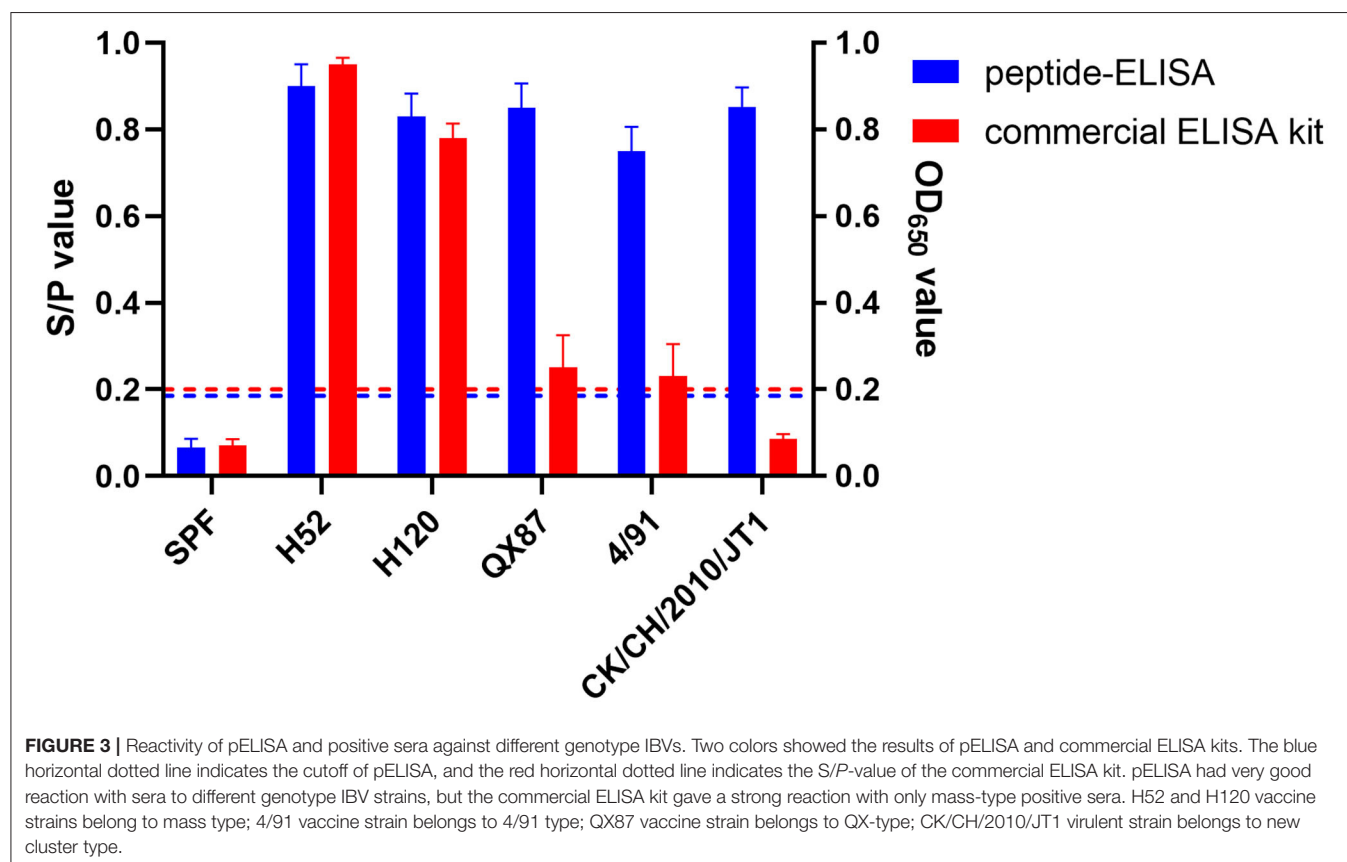 1.0
0.8
0.6
0.4
0.2
0.0
S/P value
1.0
0.8
0.6
0.4
0.2
0.0
OD650 value
peptide-ELISA
commercial ELISA kit
SPF
H52
H120
QX87
4/91
CK/CH/2010/JT1
FIGURE 3 | Reactivity of pELISA and positive sera against different genotype IBVs. Two colors showed the results of pELISA and commercial ELISA kits. The blue
horizontal dotted line indicates the cutoff of pELISA, and the red horizontal dotted line indicates the S/P-value of the commercial ELISA kit. pELISA had very good
reaction with sera to different genotype IBV strains, but the commercial ELISA kit gave a strong reaction with only mass-type positive sera. H52 and H120 vaccine
strains belong to mass type; 4/91 vaccine strain belongs to 4/91 type; QX87 vaccine strain belongs to QX-type; CK/CH/2010/JT1 virulent strain belongs to new
cluster type.